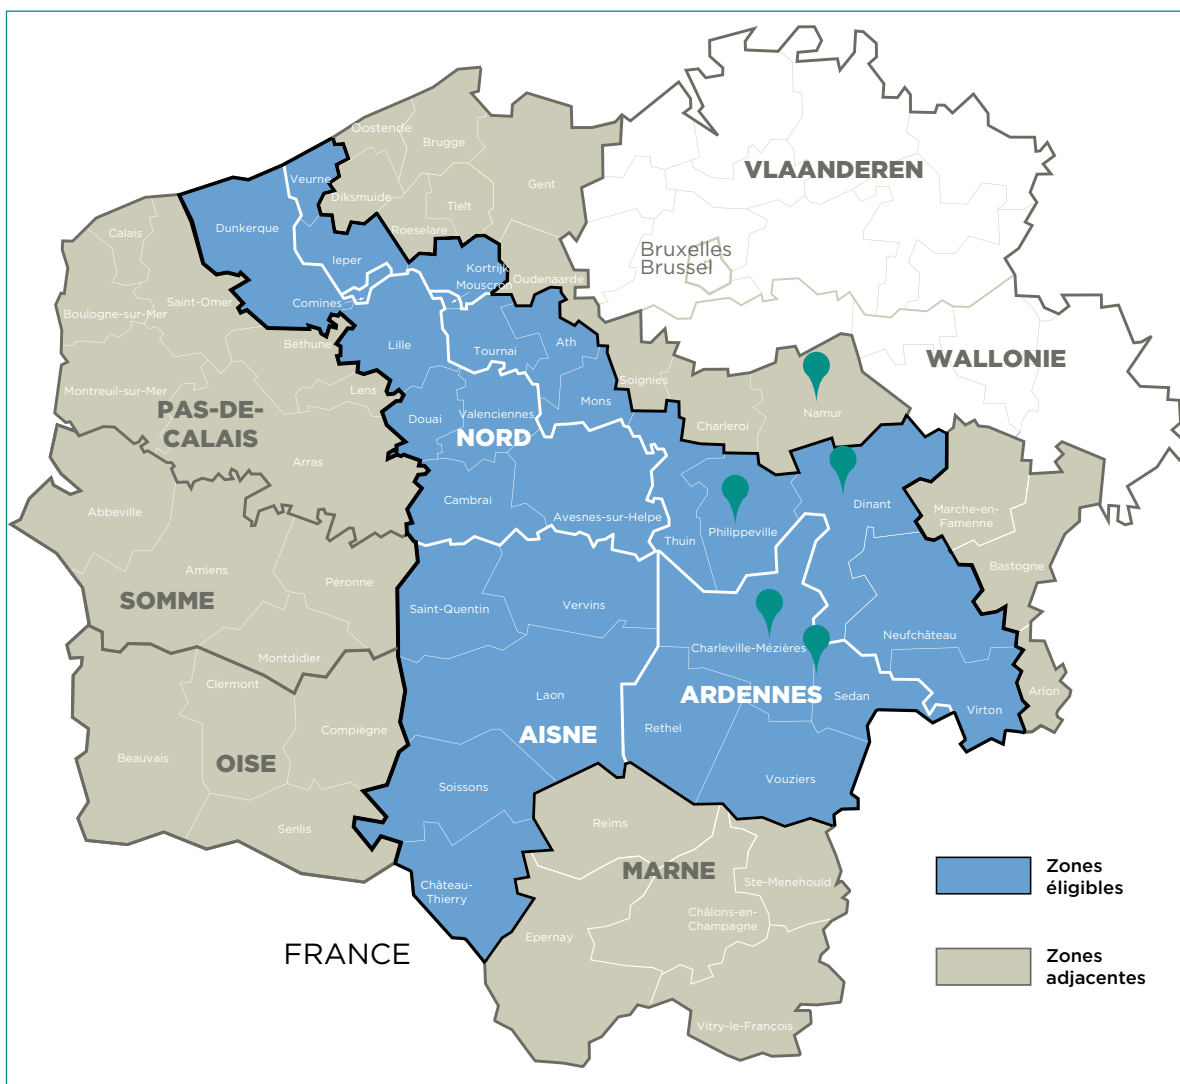 Oostende
Brugge
VLAANDEREN
Veurne
Gent
Diksmuide
Tielt
Dunkerque
Calais
Roeselare
Ieper
Bruxelles
Brussel
Kortrijk
Mouscron
Oudenaarde
Saint-Omer
Comines
Boulogne-sur-Mer
Béthune
Lille
Ath
Tournai
WALLONIE
Soignies
Montreuil-sur-Mer
Lens
Mons
PAS-DE-
CALAIS
Douai
Valenciennes
NORD
Namur
Charleroi
Arras
Cambrai
Dinant
Abbeville
Avesnes-sur-Helpe
Marche-en-
Famenne
Thuin
Philippeville
Amiens
Péronne
Bastogne
SOMME
Saint-Quentin
Vervins
Neufchâteau
Montdidier
Charleville-Mézières
Clermont
Laon
ARDENNES
Sedan
Arlon
Virton
Compiègne
Rethel
AISNE
Beauvais
OISE
Soissons
Vouziers
Senlis
Reims
MARNE
Ste-Menehould
Château-
Thierry
Châlons-en-
Champagne
Epernay
FRANCE
Vitry-le-François
Zones
éligibles
Zones
adjacentes